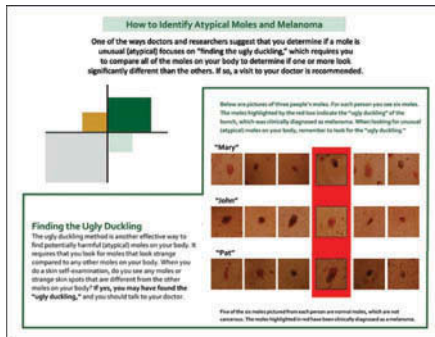 How to Identify Atypical Moles and Melanoma
One of the ways doctors and researchers suggest that you determine if a mole is
unusual (atypical) focuses on "finding the ugly duckling," which requires you
to compare all of the moles on your body to determine if one or more look
significantly different than the others. If so, a visit to your doctor is recommended.
Below are pictures of three people's moles. For each person you see six moles.
The moles highlighted by the red box indicate the "ugly duckling" of the
bunch, which was clinically diagnosed as melanoma. When looking for unusual
(atypical) moles on your body, remember to look for the "ugly duckling."
"Mary"
"John"
"Pat"
Five of the six moles pictured from each person are normal moles, which are not
cancerous. The moles highlighted in red have been clinically diagnosed as a melanoma.
Finding the Ugly Duckling
The ugly duckling method is another effective way to
find potentially harmful (atypical) moles on your body. It
requires that you look for moles that look strange
compared to any other moles on your body. When you
do a skin self-examination, do you see any moles or
strange skin spots that are different from the other
moles on your body? If yes, you may have found the
"ugly duckling," and you should talk to your doctor.